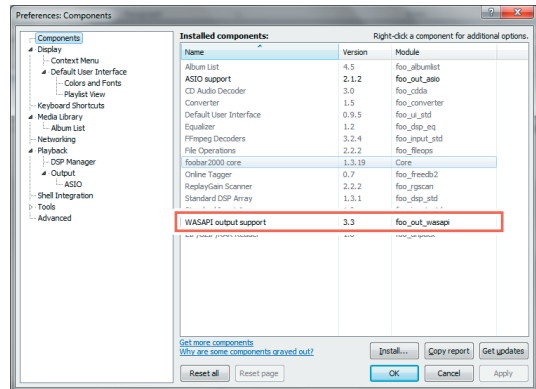 Preferences: Components
Components
Display
Context Menu
Default User Interface
Colors and Fonts
Playlist View
Keyboard Shortcuts
Media Library
Album List
Networking
Playback
DSP Manager
Output
ASIO
Shell Integration
Tools
Advanced
Installed components: Right-click a component for additional options.
Name Version Module
Album List 4.5 foo_albumlist
ASIO support 2.1.2 foo_out_asio
CD Audio Decoder 3.0 foo_cdda
Converter 1.5 foo_converter
Default User Interface 0.9.5 foo_ui_std
Equalizer 1.2 foo_dsp_eq
FFmpeg Decoders 3.2.4 foo_input_std
File Operations 2.2.2 foo_fileops
foobar2000 core 1.3.19 Core
Online Tagger 0.7 foo_freedb2
ReplayGain Scanner 2.2.2 foo_rgscan
Standard DSP Array 1.3.1 foo_dsp_std
WASAPI output support 3.3 foo_out_wasapi
Get more components
Why are some components grayed out?
Install... Copy report Get updates
Reset all Reset page OK Cancel Apply